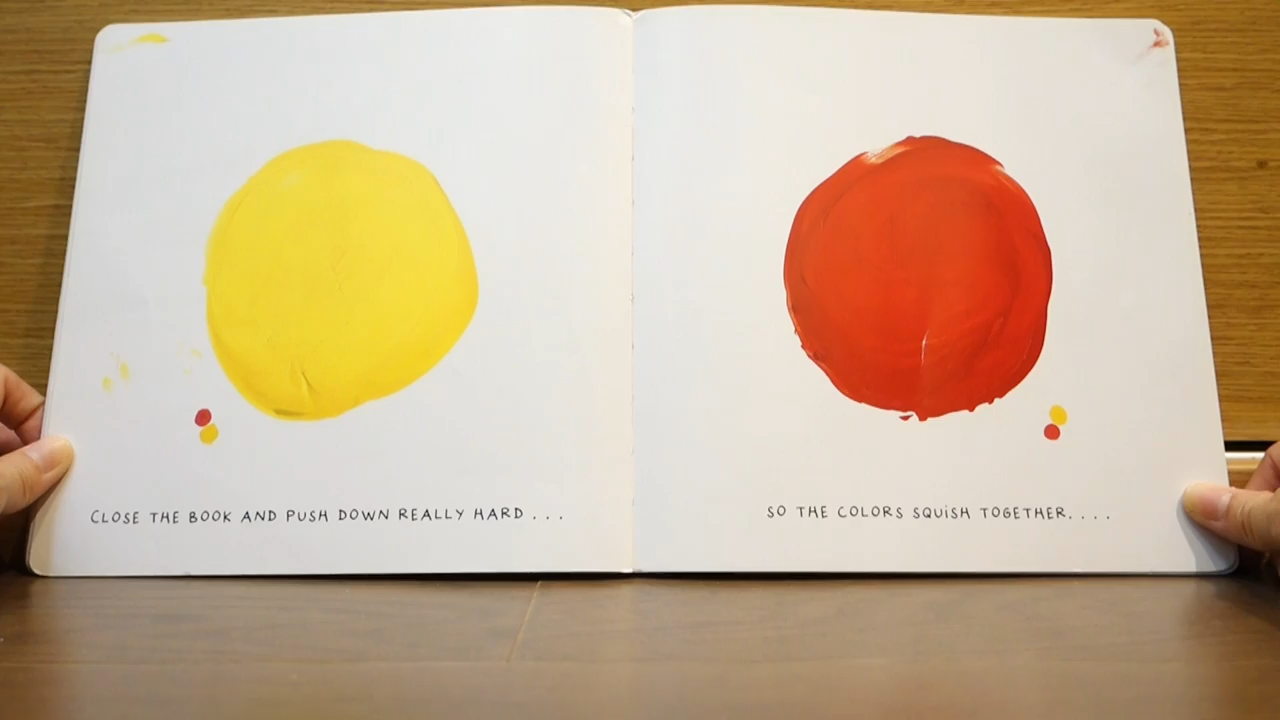 CLOSE THE BOOK AND PUSH DOWN REALLY HARD . . .
SO THE COLORS SQUISH TOGETHER. . . .